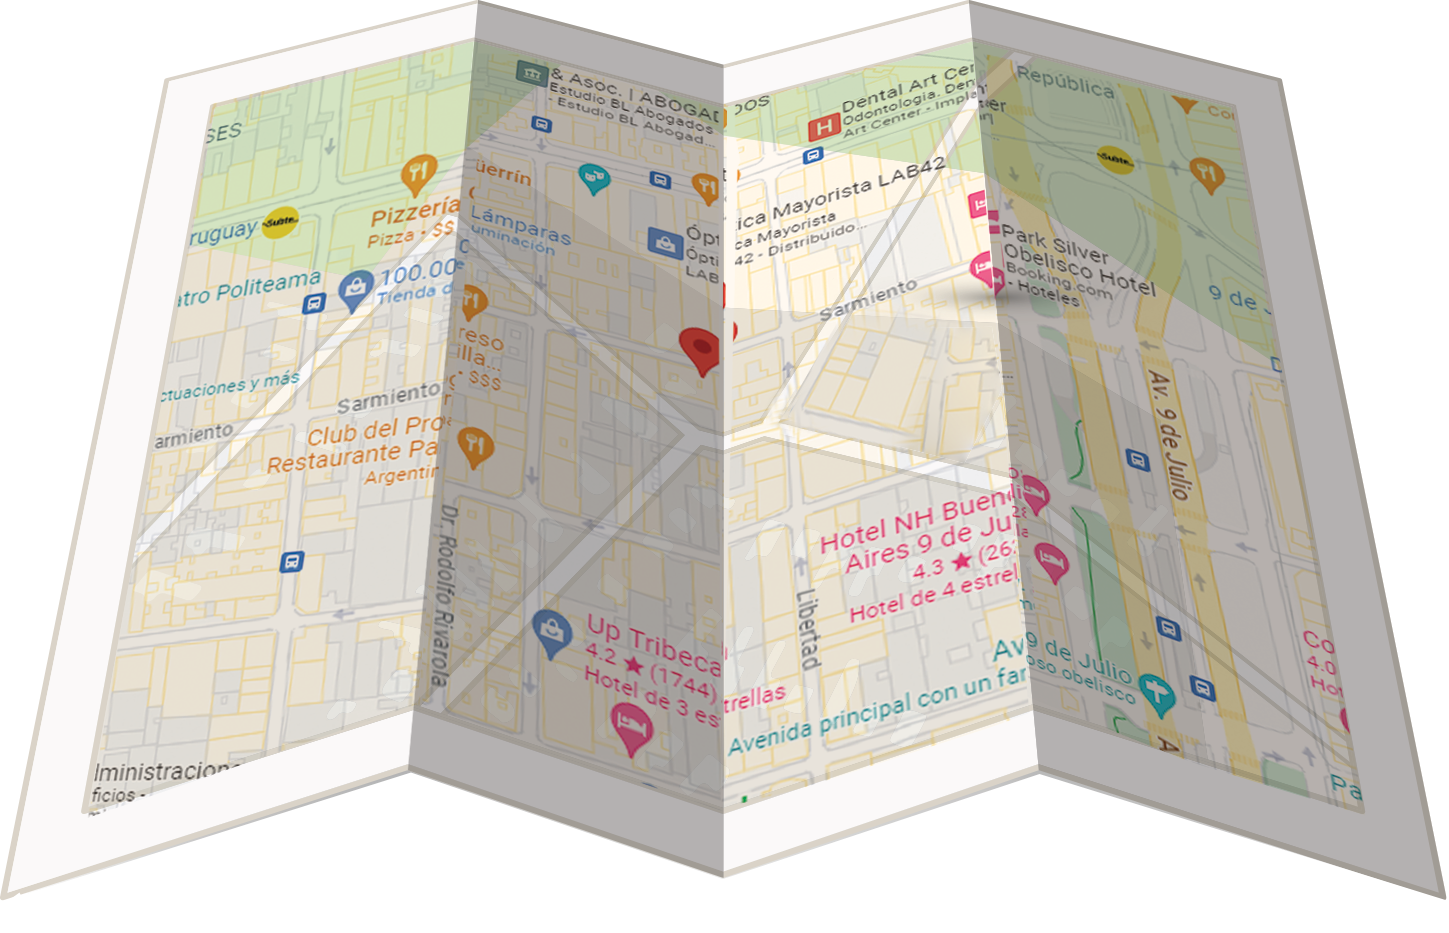 SES
Pizzería
Pizza - $$
ruguay
Subte
tro Politeama
100.00
Tienda d
ctuaciones y más
Sarmiento
armiento
Club del Pro
Restaurante Pa
Argentin
lministracion
ficios -
& Asoc. | ABOGAD
Estudio BL Abogados
- Estudio BL Abogad...
uerrín
Lámparas
uminación
Ópt
Ópti
LAB
reso
illa...
$$$
Dr. Rodolfo Rivarola
Up Tribeca
4.2 ★ (1744)
Hotel de 3 es
DOS
Dental Art Cen
Odontología. Den
Art Center - Impla
ica Mayorista LAB42
ca Mayorista
42 - Distribuido...
Sarmiento
Hotel NH Buen
Aires 9 de Ju
4.3 ★ (26
Hotel de 4 estrel
Libertad
trellas
Av
Avenida principal con un far
República
Subte
Park Silver
Obelisco Hotel
Booking.com
- Hoteles
9 de J
Av. 9 de Julio
9 de Julio
oso obelisco
Co
4.0
Hot
A
Pa